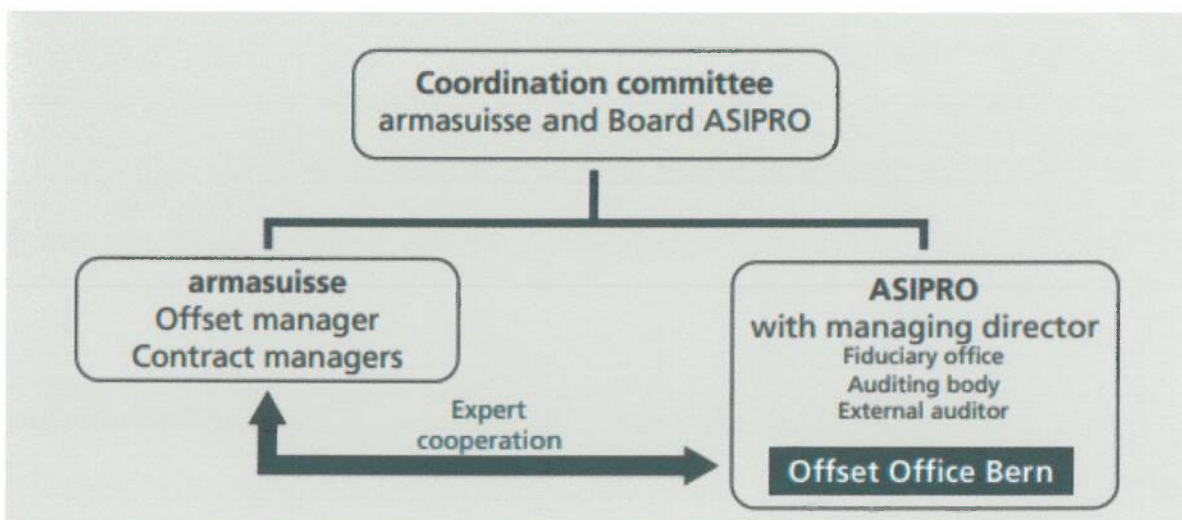 Coordination committee
armasuisse and Board ASIPRO
armasuisse
Offset manager
Contract managers
ASIPRO
with managing director
Fiduciary office
Auditing body
External auditor
Expert
cooperation
Offset Office Bern